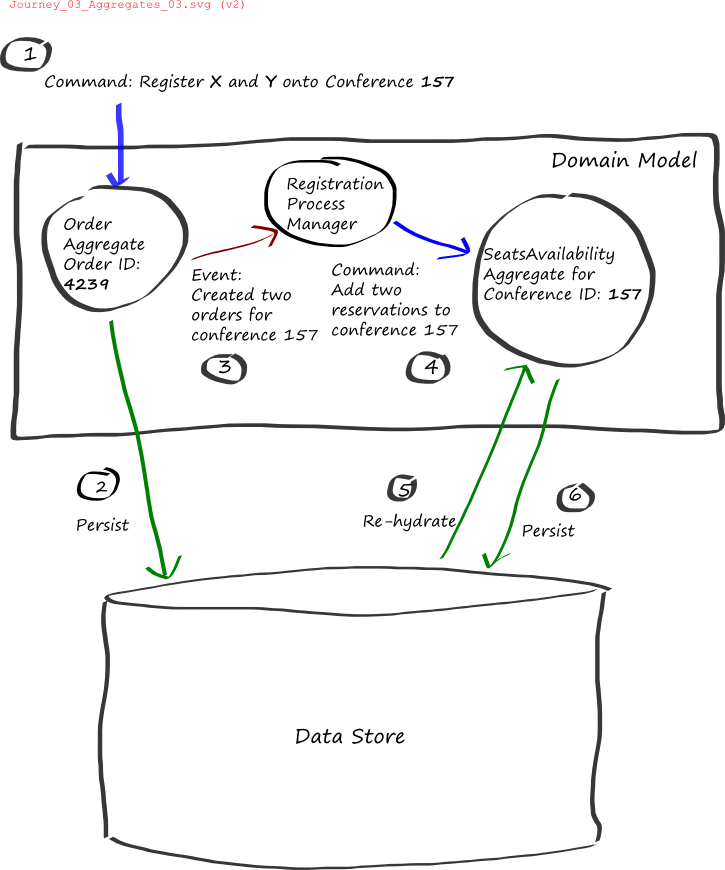 Journey_03_Aggregates_03.svg (v2)
1
Command: Register X and Y onto Conference 157
Domain Model
Order
Aggregate
Order ID:
4239
Registration
Process
Manager
SeatsAvailability
Aggregate for
Conference ID: 157
Event:
Created two
orders for
conference 157
3
Command:
Add two
reservations to
conference 157
4
2
Persist
5
Re-hydrate
6
Persist
Data Store